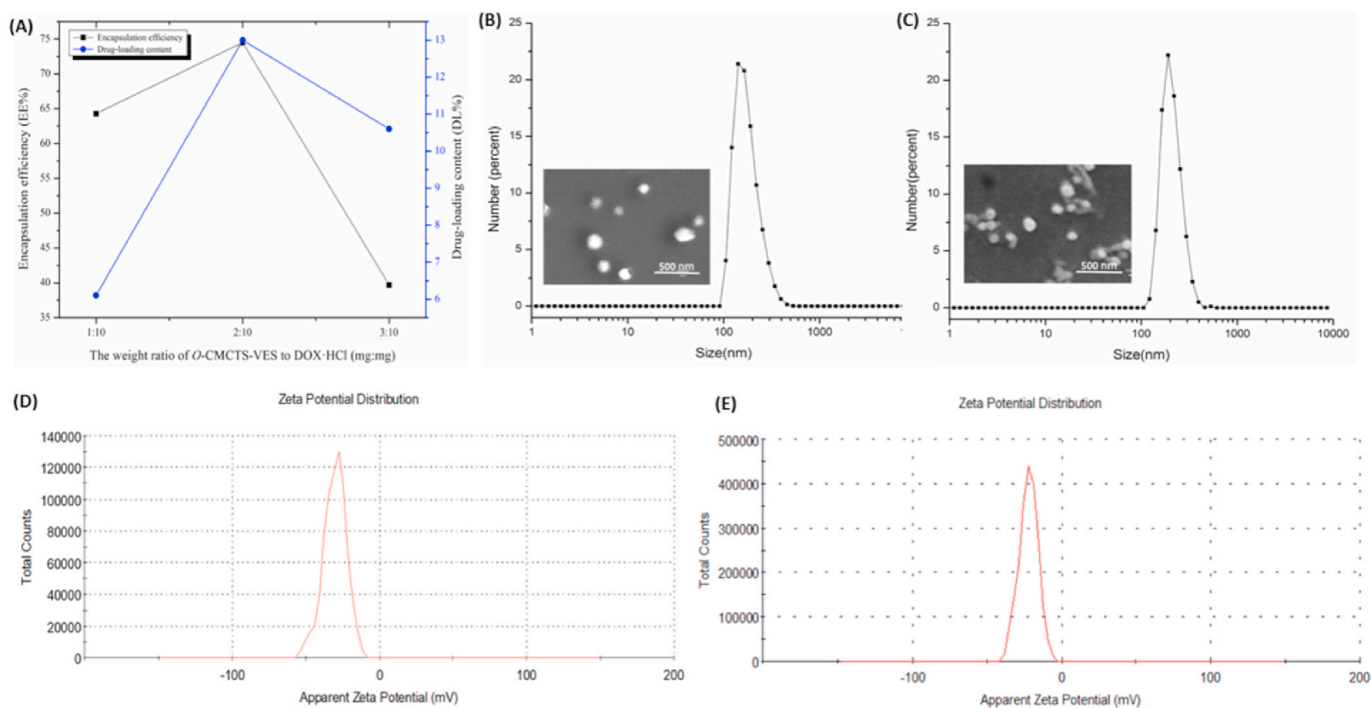 (A)
Encapsulation efficiency
Drug-loading content
Encapsulation efficiency (EE%)
75
70
65
60
55
50
45
40
35
Drug-loading content (DL%)
13
12
11
10
9
8
7
6
1:10
2:10
3:10
The weight ratio of O-CMCTS-VES to DOX·HCl (mg:mg)
(B)
Number (percent)
25
20
15
10
5
0
500 nm
1
10
100
1000
Size(nm)
(C)
Number(percent)
25
20
15
10
5
0
500 nm
1
10
100
1000
10000
Size(nm)
(D)
Zeta Potential Distribution
Total Counts
140000
120000
100000
80000
60000
40000
20000
0
-100
0
100
200
Apparent Zeta Potential (mV)
(E)
Zeta Potential Distribution
Total Counts
500000
400000
300000
200000
100000
0
-100
0
100
200
Apparent Zeta Potential (mV)